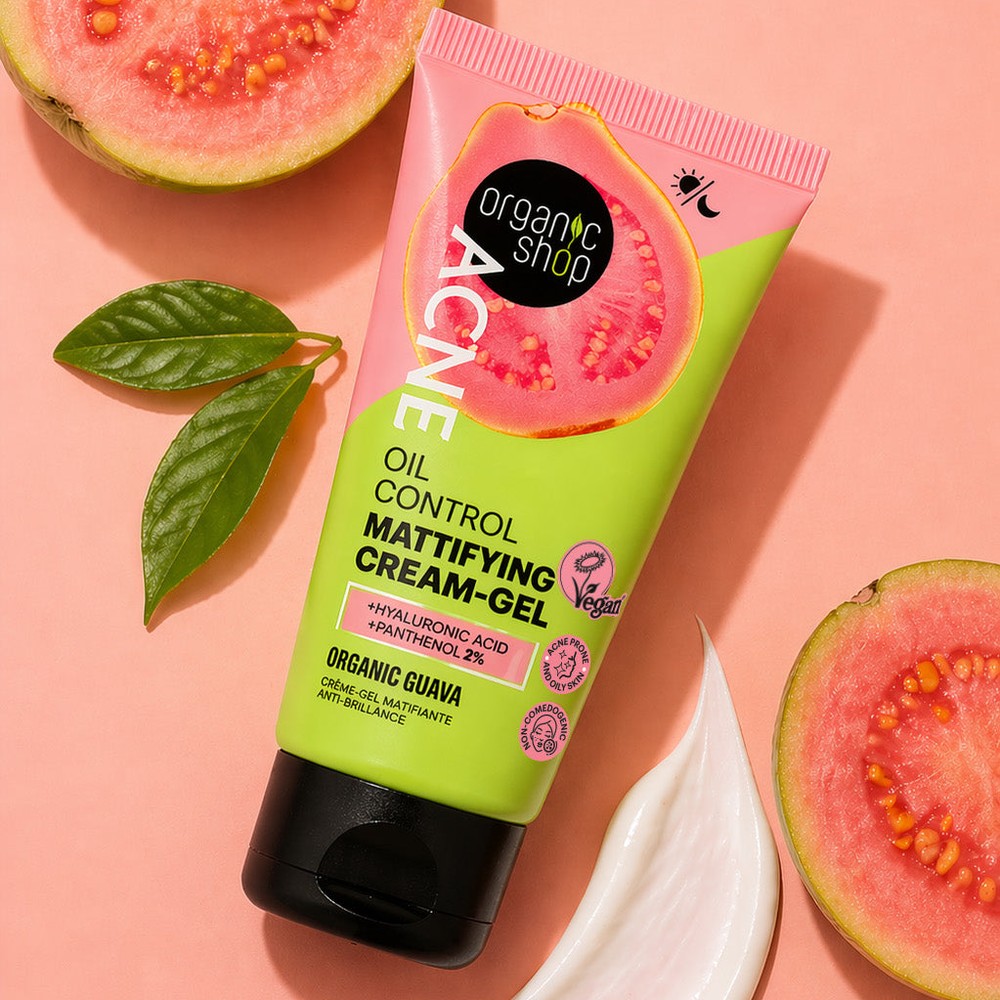 organic
shop
ACNE
OIL
CONTROL
MATTIFYING
CREAM-GEL
+HYALURONIC ACID
+PANTHENOL 2%
ORGANIC GUAVA
CRÈME-GEL MATIFIANTE
ANTI-BRILLANCE
Vegan
ACNE PRONE
AND OILY SKIN
NON-COMEDOGENIC